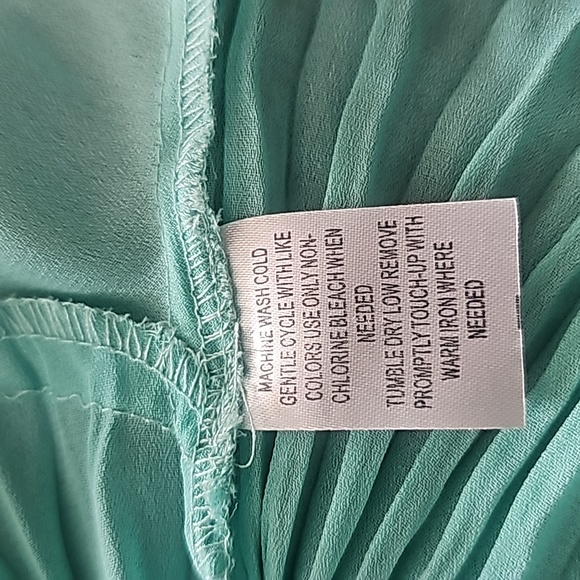 MACHINE WASH COLD
GENTLE CYCLE WITH LIKE
COLORS USE ONLY NON-
CHLORINE BLEACH WHEN
NEEDED
TUMBLE DRY LOW REMOVE
PROMPTLY TOUCH-UP WITH
WARM IRON WHERE
NEEDED